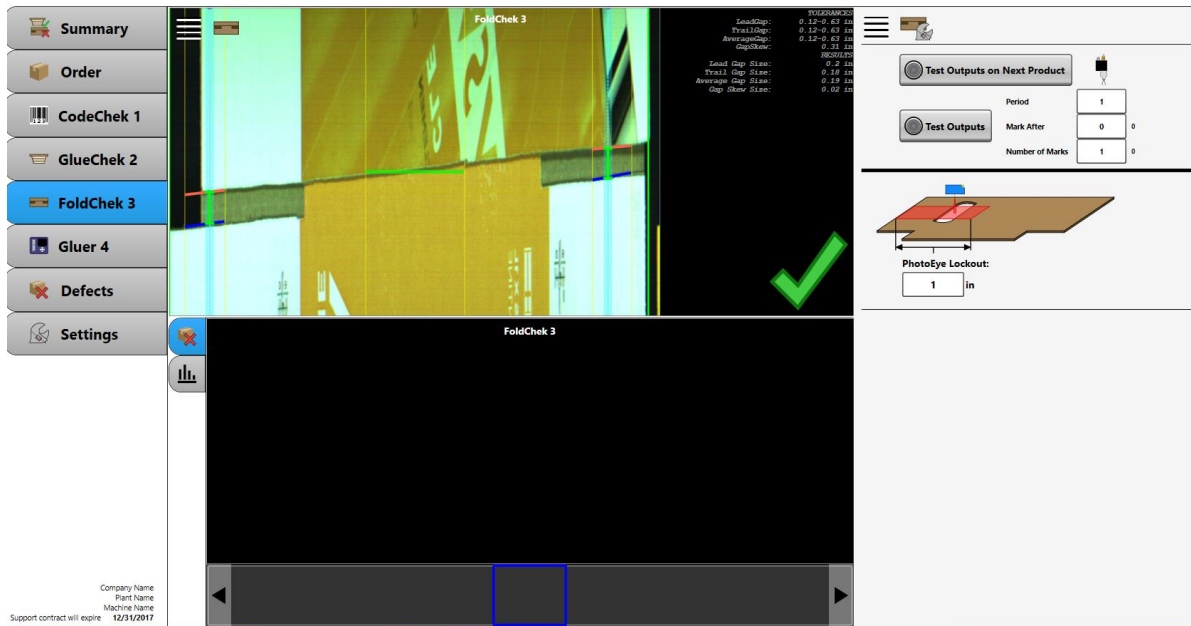 Summary
Order
CodeChek 1
GlueChek 2
FoldChek 3
Gluer 4
Defects
Settings
Company Name
Plant Name
Machine Name
Support contract will expire 12/31/2017
FoldChek 3
TOLERANCES
LeadGap: 0.12-0.63 in
TrailGap: 0.12-0.63 in
AverageGap: 0.12-0.63 in
GapSkew: 0.31 in
RESULTS
Lead Gap Size: 0.2 in
Trail Gap Size: 0.18 in
Average Gap Size: 0.19 in
Gap Skew Size: 0.02 in
FoldChek 3
Test Outputs on Next Product
Test Outputs
Period 1
Mark After 0 0
Number of Marks 1 0
PhotoEye Lockout:
1 in